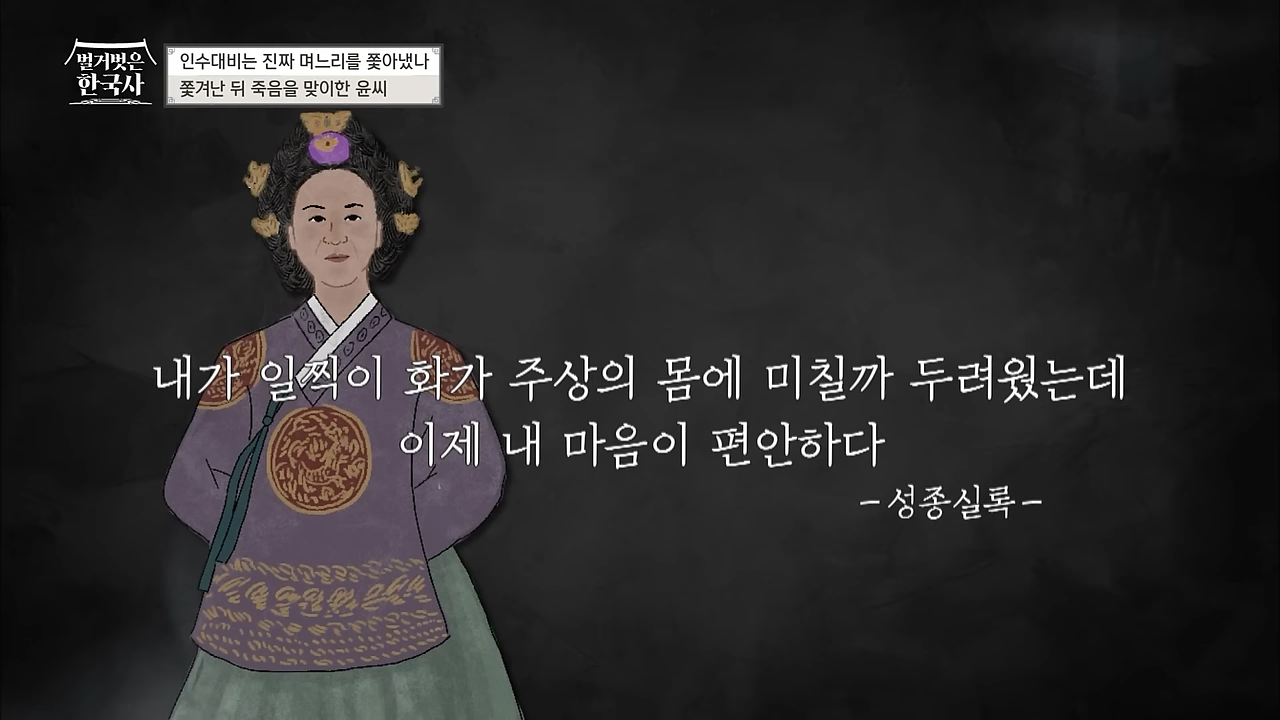 벌거벗은
한국사
인수대비는 진짜 며느리를 쫓아냈나
쫓겨난 뒤 죽음을 맞이한 윤씨
내가 일찍이 화가 주상의 몸에 미칠까 두려웠는데
이제 내 마음이 편안하다
-성종실록-